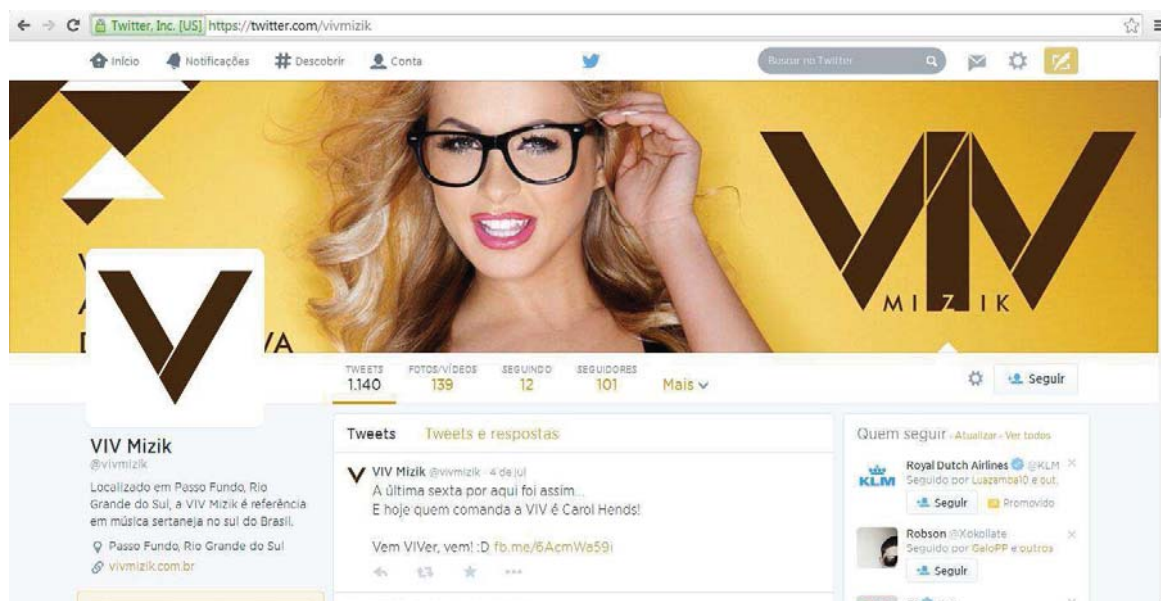 Twitter, Inc. [US] https://twitter.com/vivmizik
Início Notificações # Descobrir Conta
Buscar no Twitter
VIV
MIZIK
VA
TWEETS FOTOS/VÍDEOS SEGUINDO SEGUIDORES
1.140 139 12 101 Mais
Seguir
VIV Mizik
@vivmizik
Localizado em Passo Fundo, Rio
Grande do Sul, a VIV Mizik é referência
em música sertaneja no sul do Brasil.
Passo Fundo, Rio Grande do Sul
vivmizik.com.br
Tweets Tweets e respostas
VIV Mizik @vivmizik · 4 de jul
A última sexta por aqui foi assim...
E hoje quem comanda a VIV é Carol Hends!
Vem VIVer, vem! :D fb.me/6AcmWa59i
Quem seguir · Atualizar · Ver todos
Royal Dutch Airlines @KLM
KLM
Seguido por Luazamba10 e out.
Seguir Promovido
Robson @Xokollate
Seguido por GeloPP e outros
Seguir